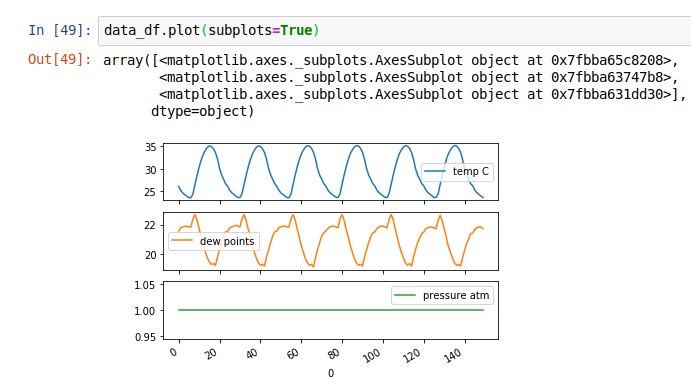 In [49]: data_df.plot(subplots=True)
Out[49]: array([<matplotlib.axes._subplots.AxesSubplot object at 0x7fbba65c8208>,
<matplotlib.axes._subplots.AxesSubplot object at 0x7fbba63747b8>,
<matplotlib.axes._subplots.AxesSubplot object at 0x7fbba631dd30>],
dtype=object)
35
30
25
temp C
22
20
dew points
1.05
1.00
0.95
pressure atm
0 20 40 60 80 100 120 140
0